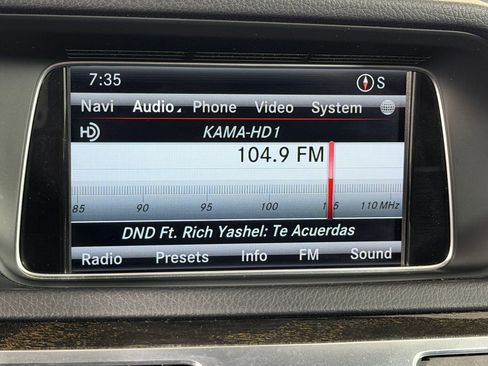 7:35 S
Navi Audio Phone Video System
HD KAMA-HD1
104.9 FM
85 90 95 100 105 110 MHz
DND Ft. Rich Yashel: Te Acuerdas
Radio Presets Info FM Sound